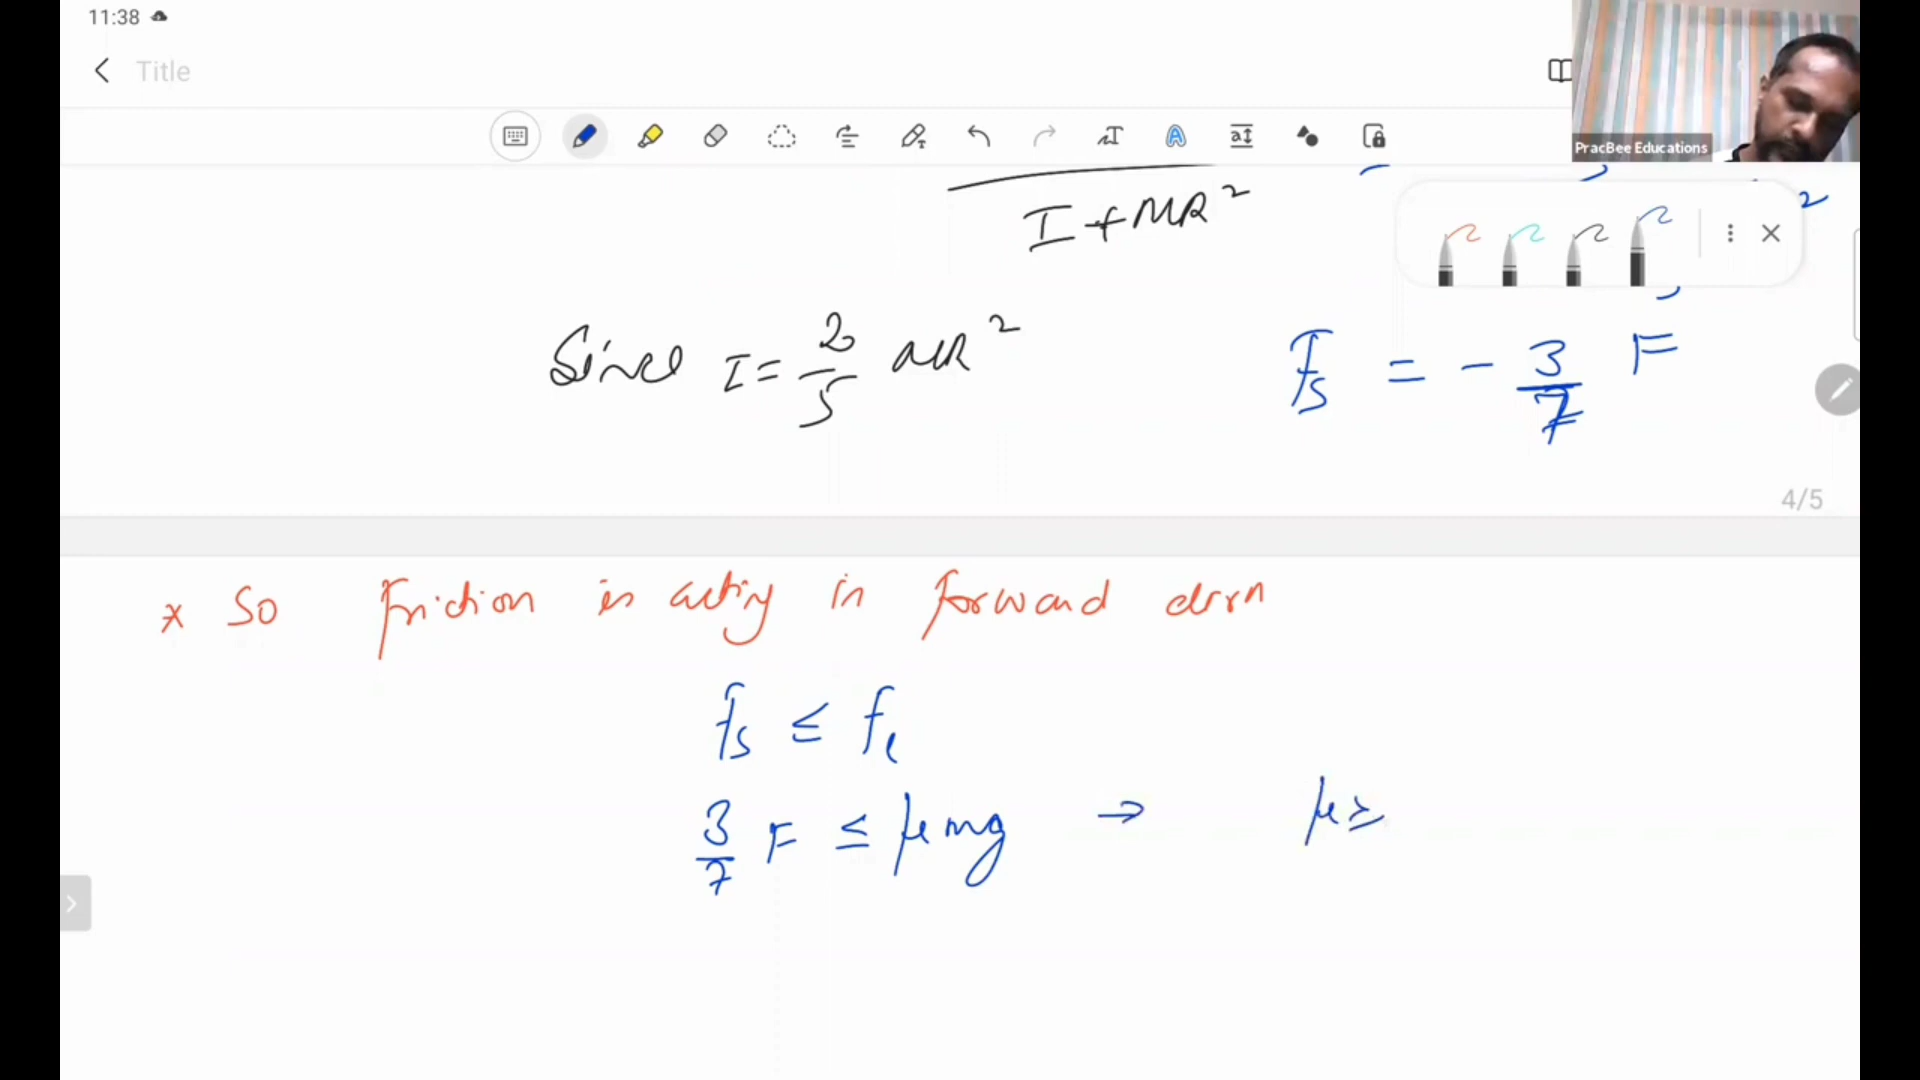 11:38
Title
PracBee Educations
I + MR²
Since I = 2/5 MR²
fs = - 3/7 F
4/5
* So friction is acting in forward dirn
fs ≤ fl
3/7 F ≤ μmg → μ ≥